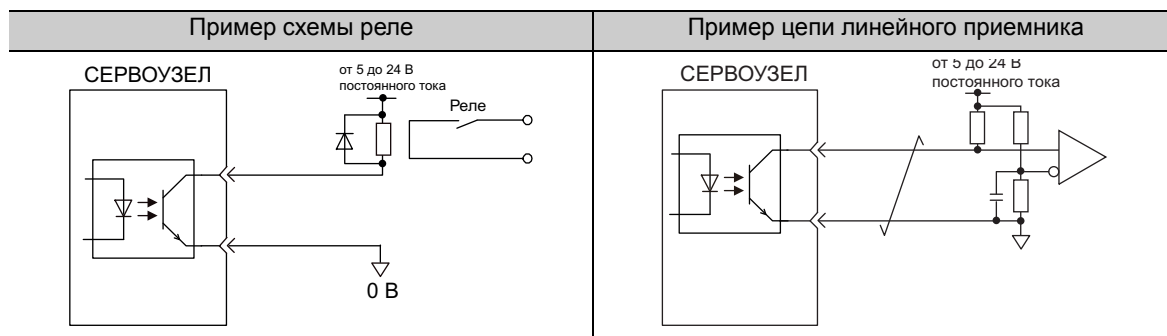 Пример схемы реле
Пример цепи линейного приемника
СЕРВОУЗЕЛ
от 5 до 24 В
постоянного тока
Реле
0 В
СЕРВОУЗЕЛ
от 5 до 24 В
постоянного тока